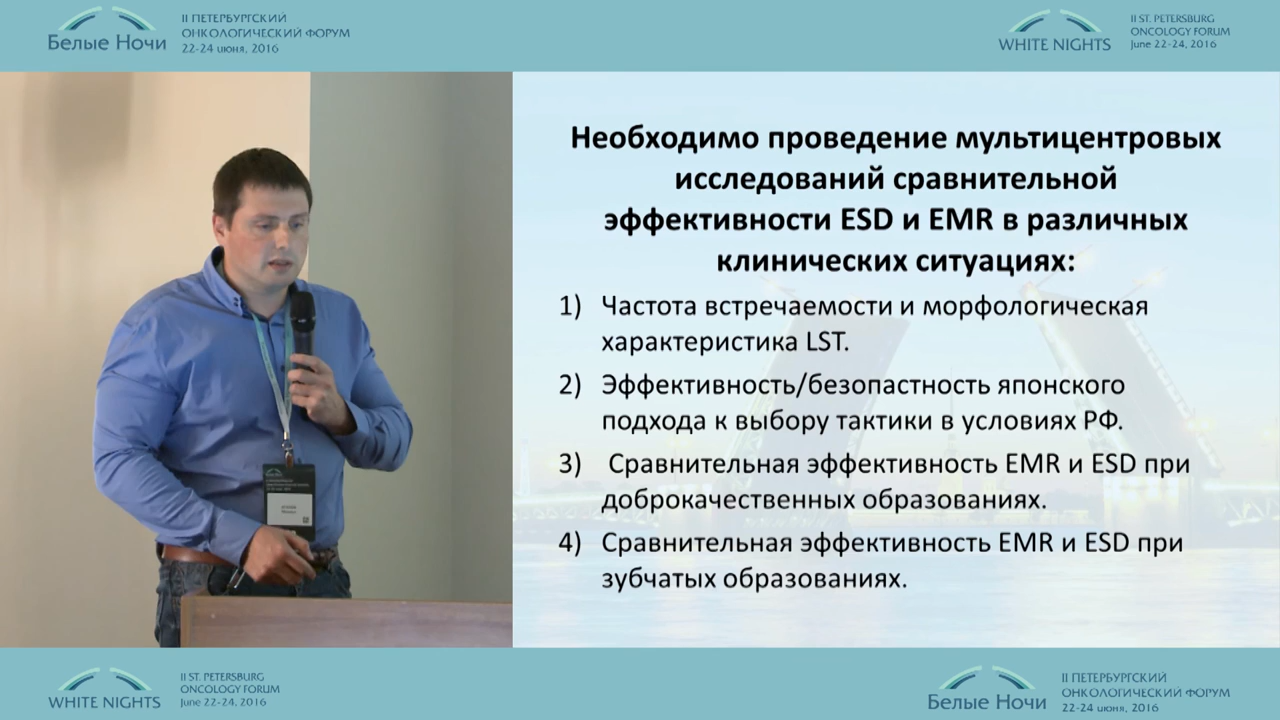 Белые Ночи
II ПЕТЕРБУРГСКИЙ
ОНКОЛОГИЧЕСКИЙ ФОРУМ
22-24 июня, 2016
WHITE NIGHTS
II ST. PETERSBURG
ONCOLOGY FORUM
June 22-24, 2016
Необходимо проведение мультицентровых
исследований сравнительной
эффективности ESD и EMR в различных
клинических ситуациях:
1) Частота встречаемости и морфологическая
характеристика LST.
2) Эффективность/безопастность японского
подхода к выбору тактики в условиях РФ.
3) Сравнительная эффективность EMR и ESD при
доброкачественных образованиях.
4) Сравнительная эффективность EMR и ESD при
зубчатых образованиях.
WHITE NIGHTS
II ST. PETERSBURG
ONCOLOGY FORUM
June 22-24, 2016
Белые Ночи
II ПЕТЕРБУРГСКИЙ
ОНКОЛОГИЧЕСКИЙ ФОРУМ
22-24 июня, 2016